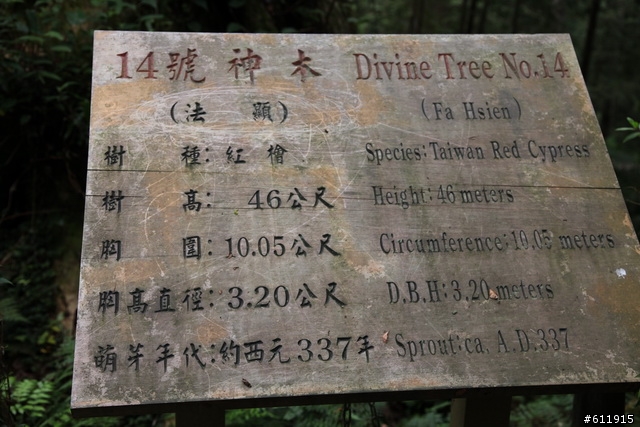 14號神木 Divine Tree No.14
(法顯) (Fa Hsien)
樹種:紅檜 Species:Taiwan Red Cypress
樹高: 46公尺 Height:46 meters
胸圍:10.05公尺 Circumference:10.05 meters
胸高直徑:3.20公尺 D.B.H:3.20 meters
萌芽年代:約西元337年 Sprout:ca. A.D.337
#611915